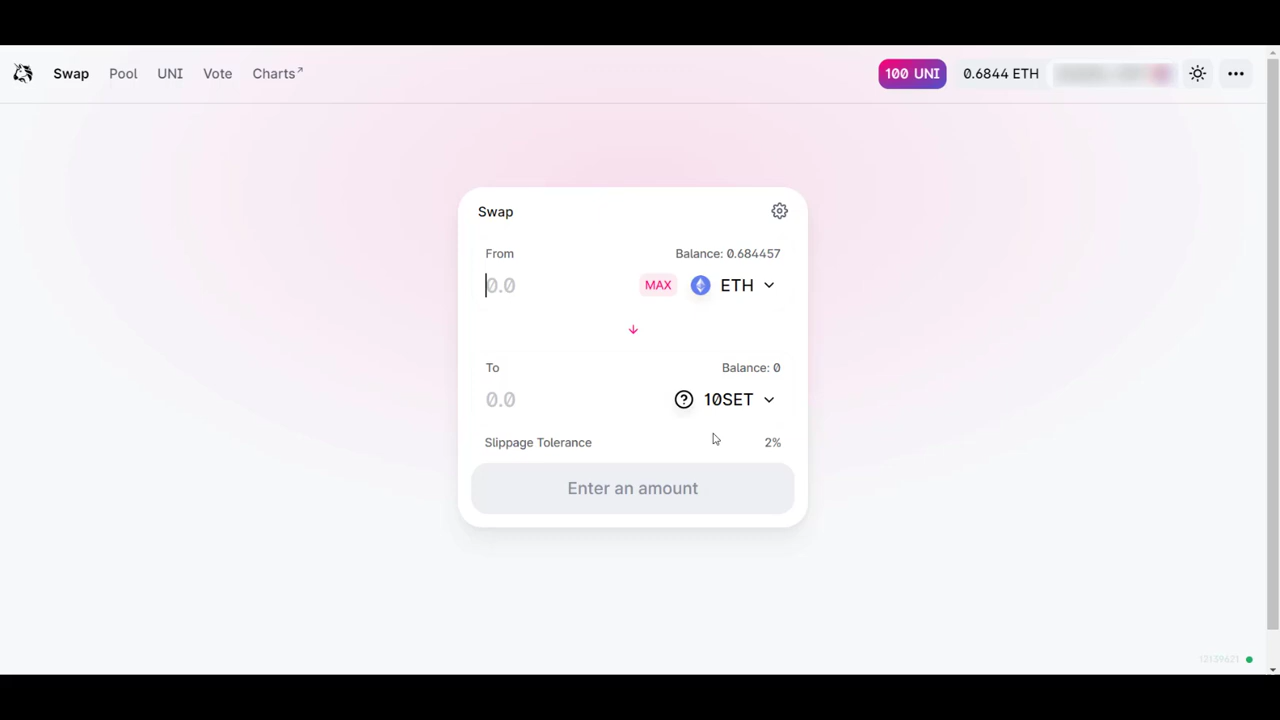 Swap Pool UNI Vote Charts↗ 100 UNI 0.6844 ETH
Swap
From Balance: 0.684457
0.0 MAX ETH
To Balance: 0
0.0 10SET
Slippage Tolerance 2%
Enter an amount
12139621